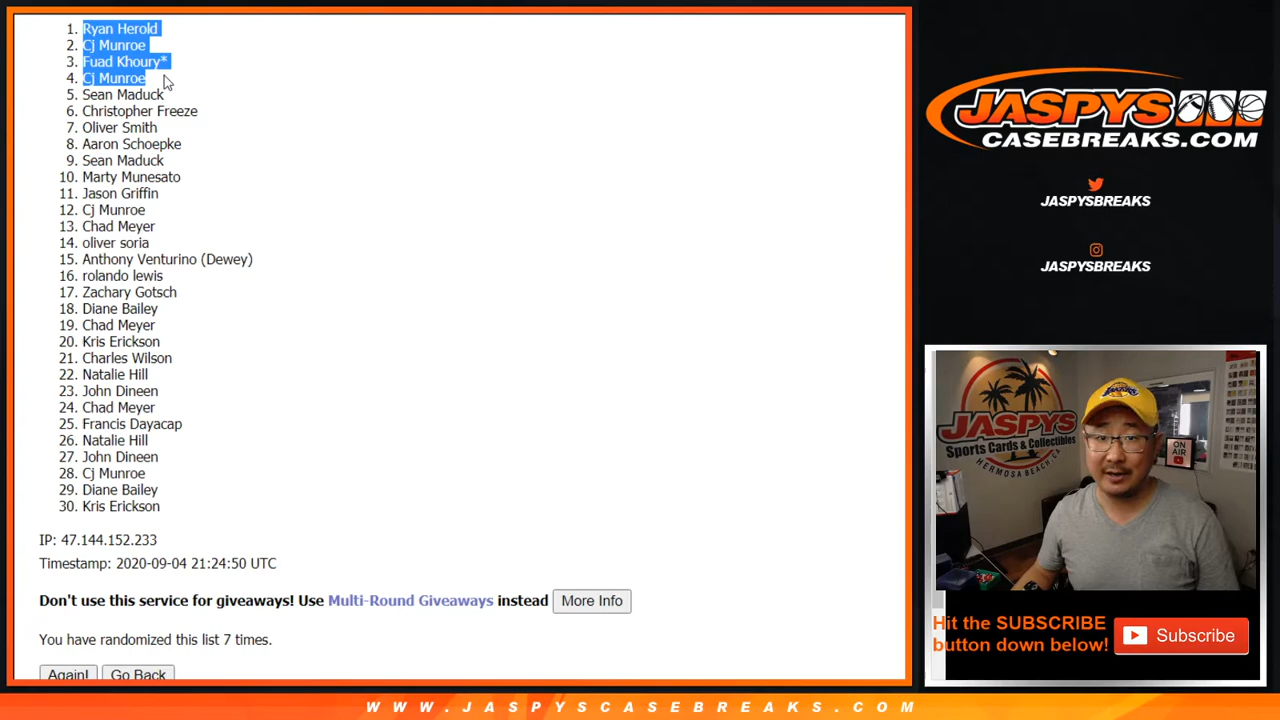 1. Ryan Herold
2. Cj Munroe
3. Fuad Khoury*
4. Cj Munroe
5. Sean Maduck
6. Christopher Freeze
7. Oliver Smith
8. Aaron Schoepke
9. Sean Maduck
10. Marty Munesato
11. Jason Griffin
12. Cj Munroe
13. Chad Meyer
14. oliver soria
15. Anthony Venturino (Dewey)
16. rolando lewis
17. Zachary Gotsch
18. Diane Bailey
19. Chad Meyer
20. Kris Erickson
21. Charles Wilson
22. Natalie Hill
23. John Dineen
24. Chad Meyer
25. Francis Dayacap
26. Natalie Hill
27. John Dineen
28. Cj Munroe
29. Diane Bailey
30. Kris Erickson
IP: 47.144.152.233
Timestamp: 2020-09-04 21:24:50 UTC
Don't use this service for giveaways! Use Multi-Round Giveaways instead More Info
You have randomized this list 7 times.
Again! Go Back
JASPYS
CASEBREAKS.COM
JASPYSBREAKS
JASPYSBREAKS
JASPYS
Sports Cards & Collectibles
HERMOSA BEACH, CA
ON
AIR
Hit the SUBSCRIBE
button down below!
Subscribe
WWW.JASPYSCASEBREAKS.COM